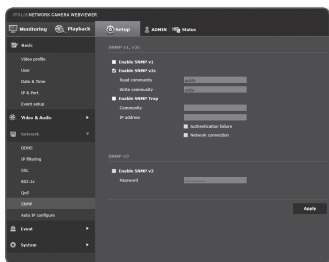 iPOLiS NETWORK CAMERA WEBVIEWER
Monitoring
Playback
Setup
ADMIN
Status
Basic
Video profile
User
Date & Time
IP & Port
Event setup
Video & Audio
Network
DDNS
IP filtering
SSL
802.1x
QoS
SNMP
Auto IP configure
Event
System
SNMP v1, v2c
Enable SNMP v1
Enable SNMP v2c
Read community
public
Write community
write
Enable SNMP Trap
Community
IP address
Authentication failure
Network connection
SNMP v3
Enable SNMP v3
Password
Apply